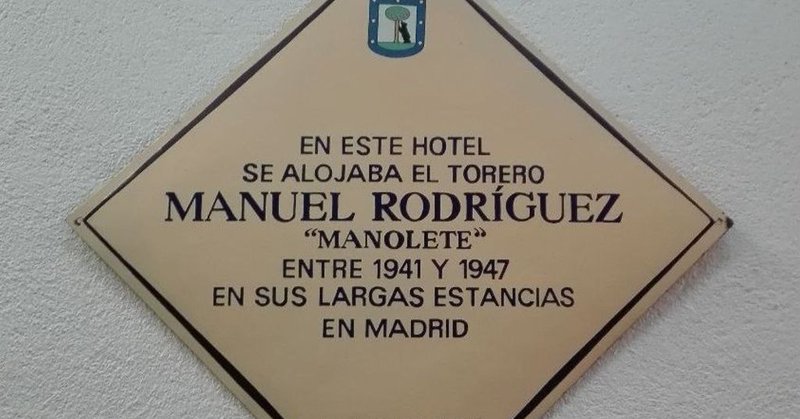 EN ESTE HOTEL
SE ALOJABA EL TORERO
MANUEL RODRÍGUEZ
“MANOLETE”
ENTRE 1941 Y 1947
EN SUS LARGAS ESTANCIAS
EN MADRID